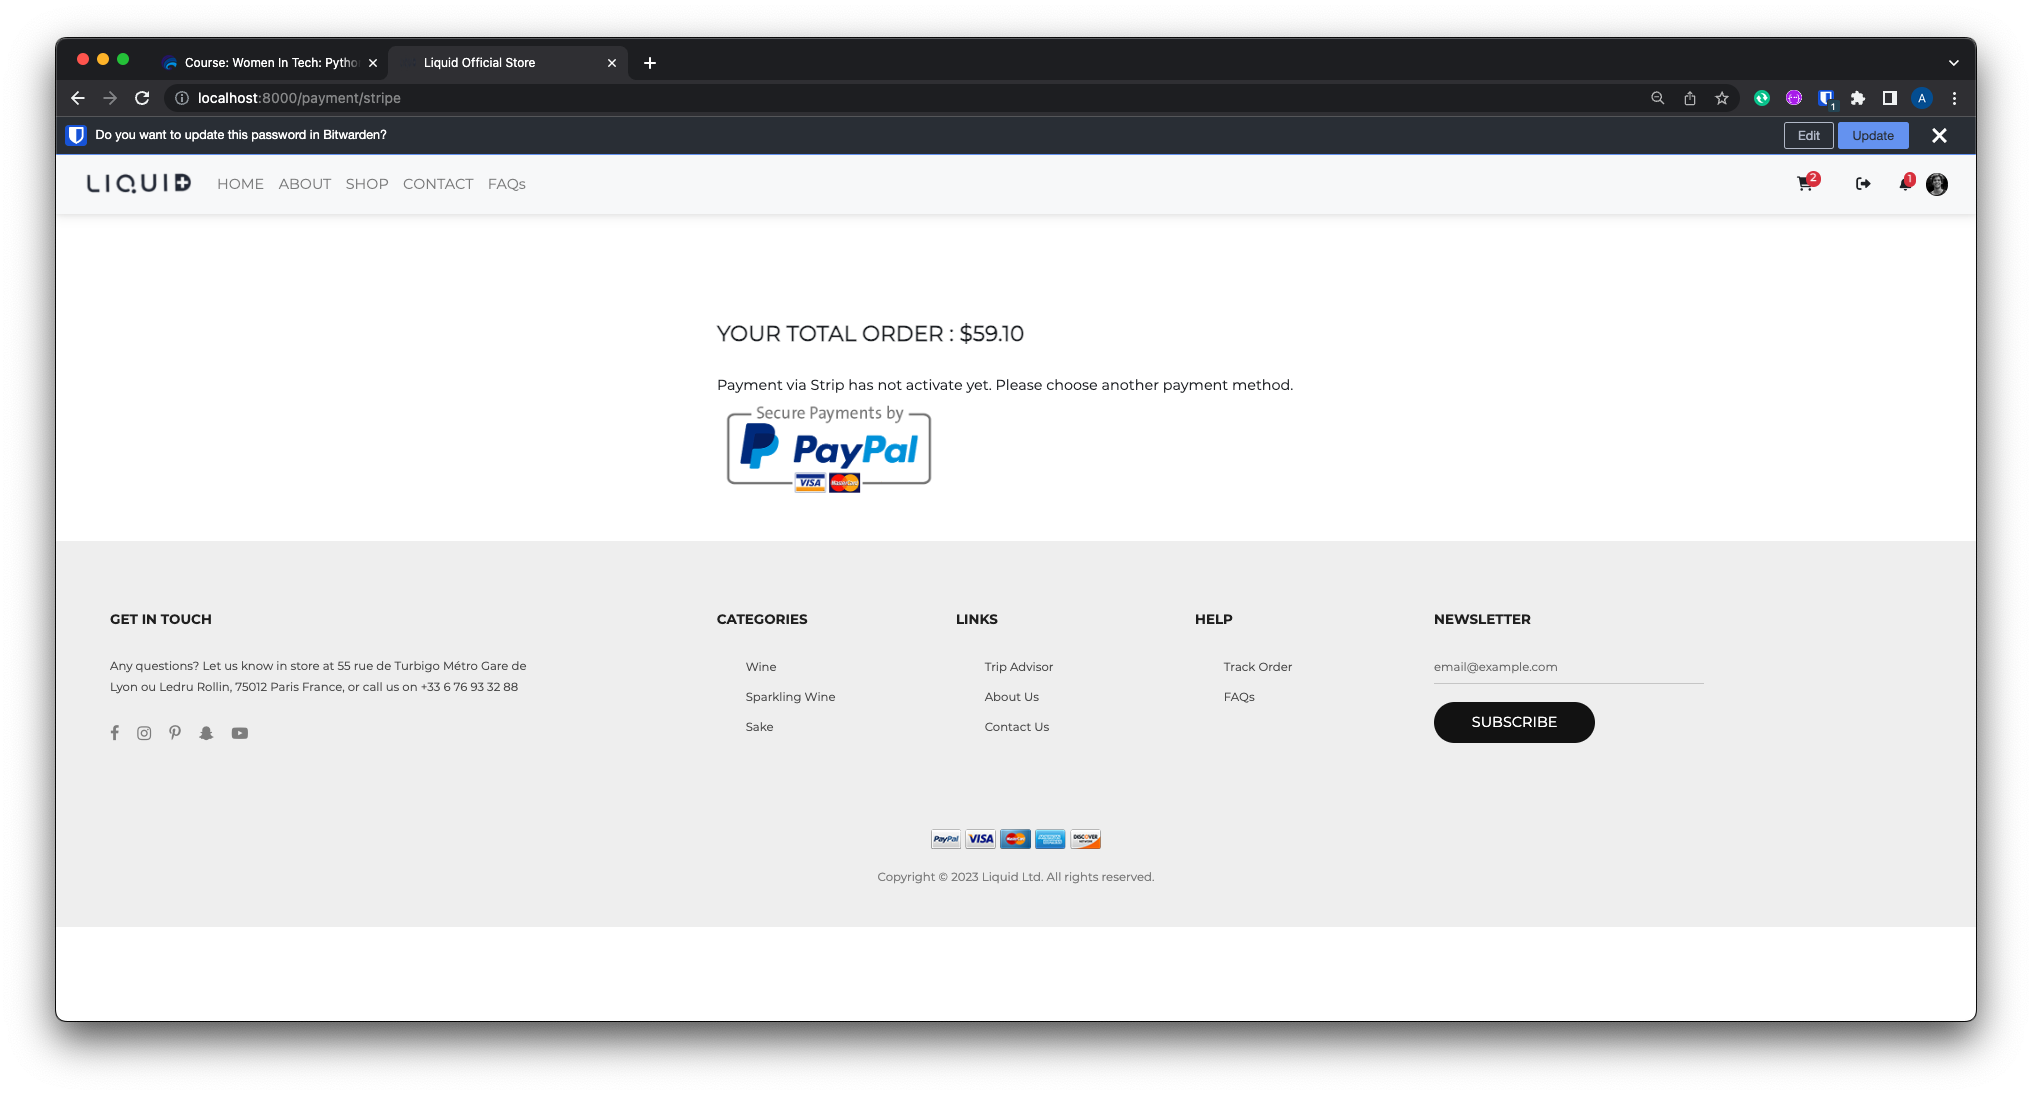 Course: Women In Tech: Pytho
Liquid Official Store
localhost:8000/payment/stripe
A
1
Do you want to update this password in Bitwarden?
Edit
Update
LIQUID
HOME
ABOUT
SHOP
CONTACT
FAQs
2
1
YOUR TOTAL ORDER : $59.10
Payment via Strip has not activate yet. Please choose another payment method.
Secure Payments by
PayPal
VISA
MasterCard
GET IN TOUCH
Any questions? Let us know in store at 55 rue de Turbigo Métro Gare de
Lyon ou Ledru Rollin, 75012 Paris France, or call us on +33 6 76 93 32 88
CATEGORIES
Wine
Sparkling Wine
Sake
LINKS
Trip Advisor
About Us
Contact Us
HELP
Track Order
FAQs
NEWSLETTER
email@example.com
SUBSCRIBE
PayPal
VISA
MasterCard
DISCOVER
Copyright © 2023 Liquid Ltd. All rights reserved.